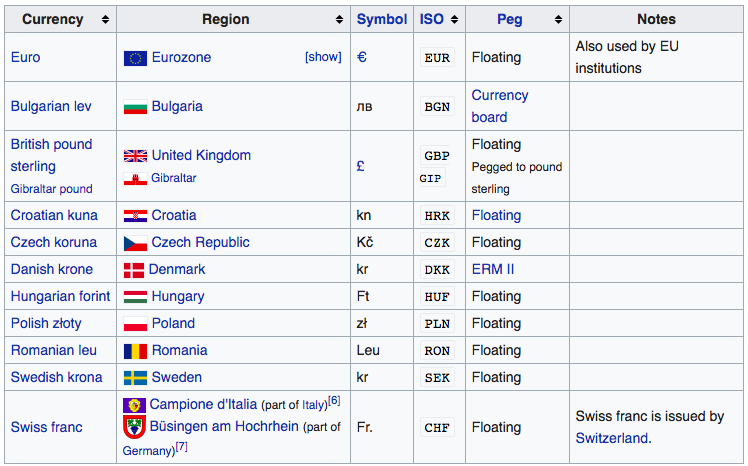 Currency Region Symbol ISO Peg Notes
Euro Eurozone [show] € EUR Floating Also used by EU
institutions
Bulgarian lev Bulgaria лв BGN Currency
board
British pound
sterling
Gibraltar pound
United Kingdom
Gibraltar
£
GBP
GIP
Floating
Pegged to pound
sterling
Croatian kuna Croatia kn HRK Floating
Czech koruna Czech Republic Kč CZK Floating
Danish krone Denmark kr DKK ERM II
Hungarian forint Hungary Ft HUF Floating
Polish złoty Poland zł PLN Floating
Romanian leu Romania Leu RON Floating
Swedish krona Sweden kr SEK Floating
Swiss franc
Campione d'Italia (part of Italy)[6]
Büsingen am Hochrhein (part of
Germany)[7]
Fr. CHF Floating
Swiss franc is issued by
Switzerland.